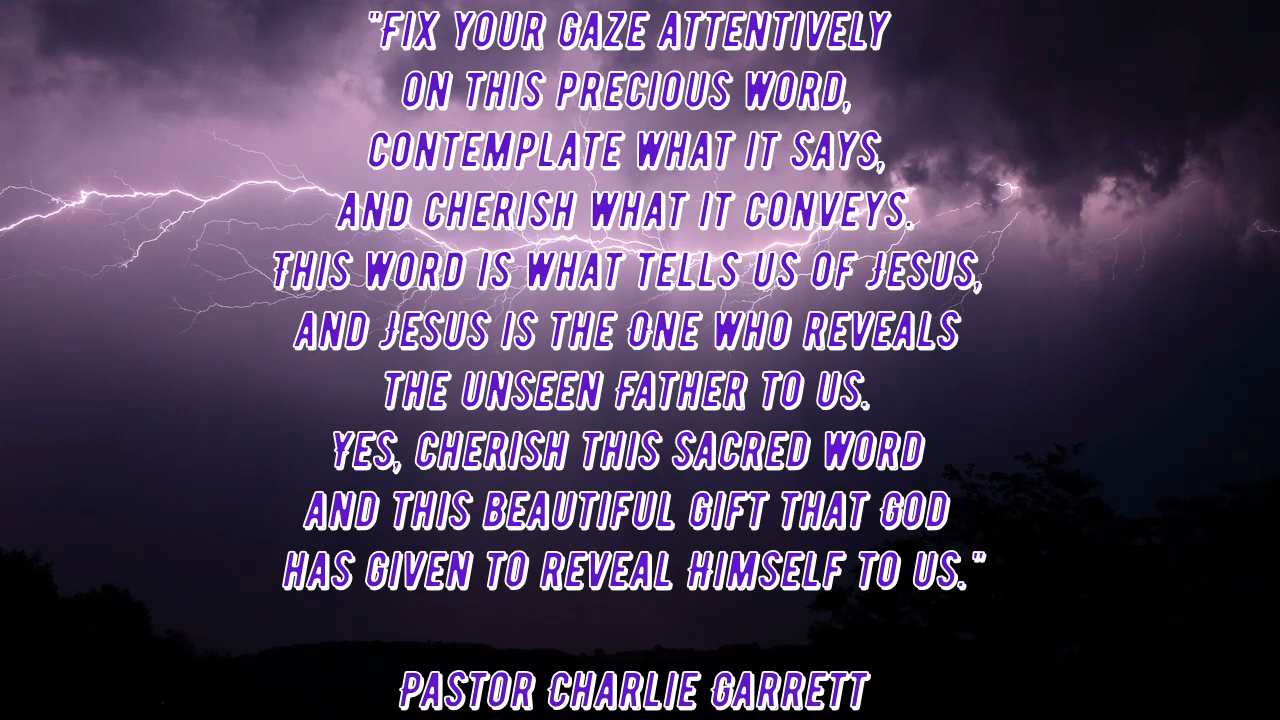 "Fix your gaze attentively
on this precious word,
contemplate what it says,
and cherish what it conveys.
This word is what tells us of Jesus,
and Jesus is the One who reveals
the unseen Father to us.
Yes, cherish this sacred word
and this beautiful gift that God
has given to reveal Himself to us."
Pastor Charlie Garrett